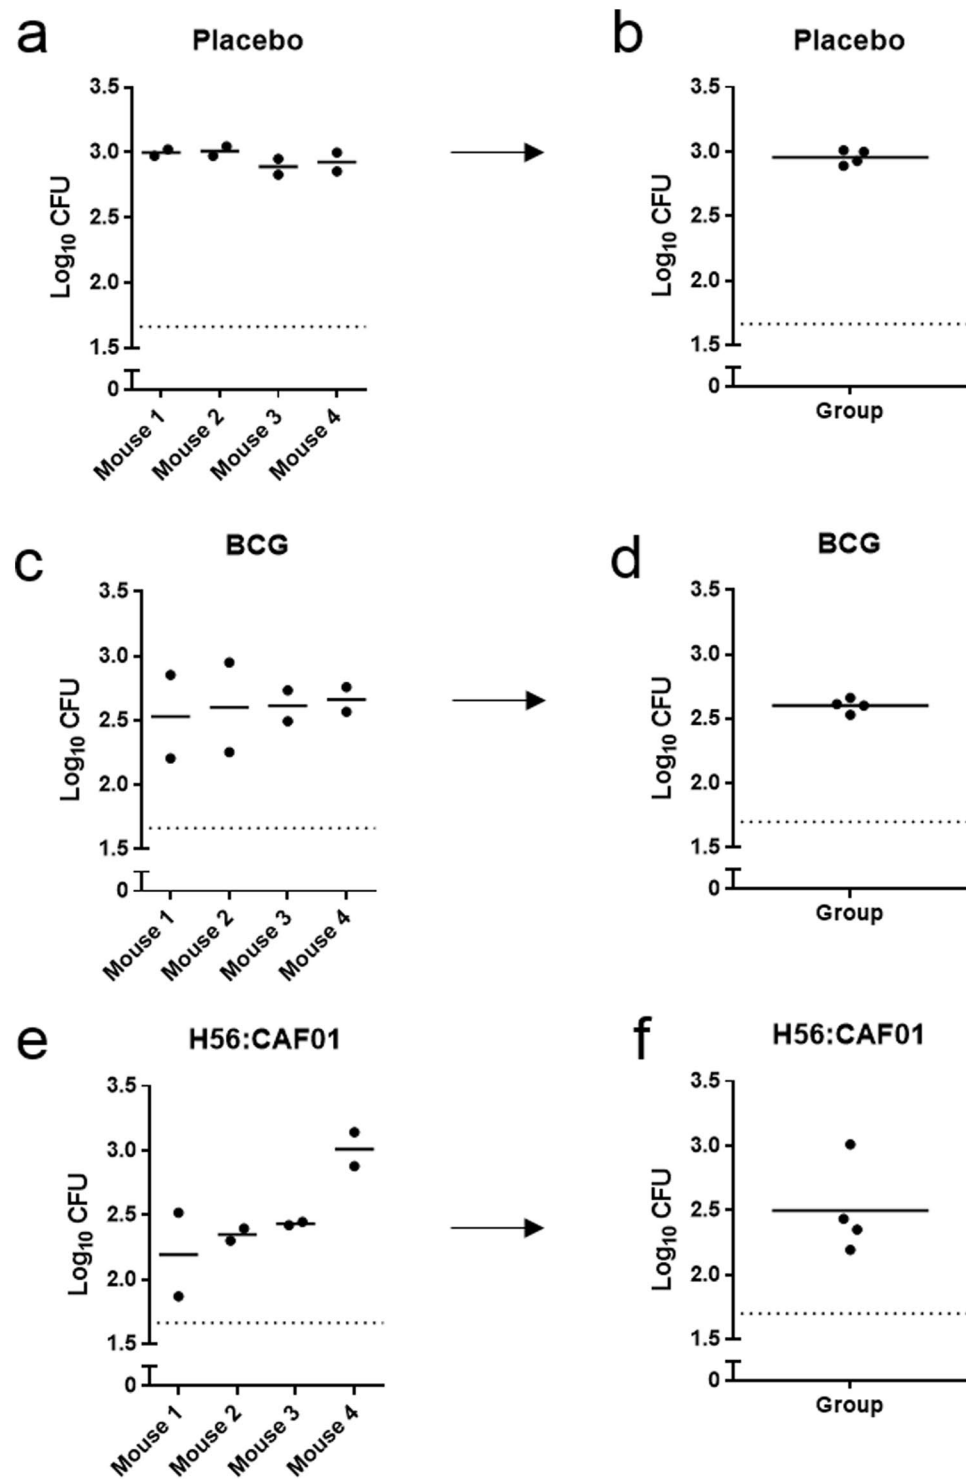 a
Placebo
b
Placebo
Log10 CFU
3.5
3.0
2.5
2.0
1.5
0
Mouse 1
Mouse 2
Mouse 3
Mouse 4
Log10 CFU
3.5
3.0
2.5
2.0
1.5
0
Group
c
BCG
d
BCG
Log10 CFU
3.5
3.0
2.5
2.0
1.5
0
Mouse 1
Mouse 2
Mouse 3
Mouse 4
Log10 CFU
3.5
3.0
2.5
2.0
1.5
0
Group
e
H56:CAF01
f
H56:CAF01
Log10 CFU
3.5
3.0
2.5
2.0
1.5
0
Mouse 1
Mouse 2
Mouse 3
Mouse 4
Log10 CFU
3.5
3.0
2.5
2.0
1.5
0
Group